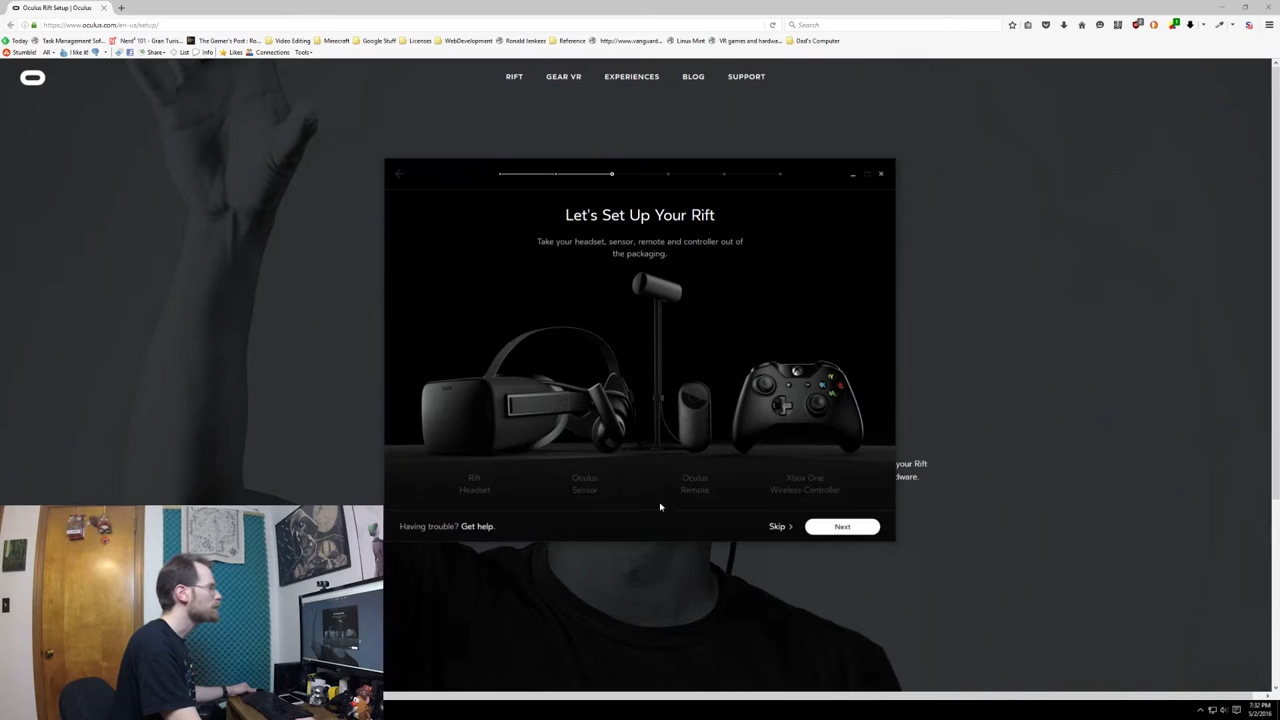 Oculus Rift Setup | Oculus
https://www.oculus.com/en-us/setup/
Search
Today
Task Management Sof...
Nerd³ 101 - Gran Turis...
The Gamer's Post : Ro...
Video Editing
Minecraft
Google Stuff
Licenses
WebDevelopment
Ronald Jenkees
Reference
http://www.vanguard...
Linux Mint
VR games and hardwa...
Dad's Computer
Stumble!
All
I like it!
Share
List
Info
Likes
Connections
Tools
RIFT
GEAR VR
EXPERIENCES
BLOG
SUPPORT
Let's Set Up Your Rift
Take your headset, sensor, remote and controller out of
the packaging.
Rift
Headset
Oculus
Sensor
Oculus
Remote
Xbox One
Wireless Controller
your Rift
dware.
Having trouble? Get help.
Skip
Next
7:32 PM
5/2/2016